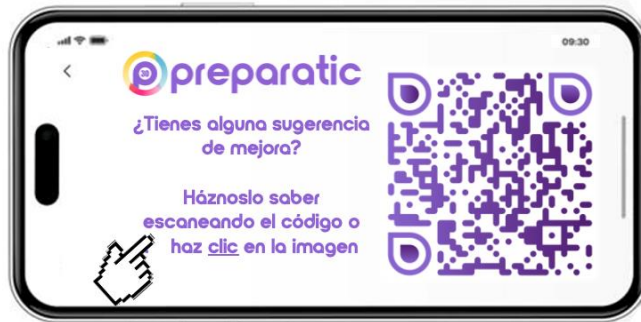 09:30
preparatic
¿Tienes alguna sugerencia
de mejora?
Háznoslo saber
escaneando el código o
haz clic en la imagen